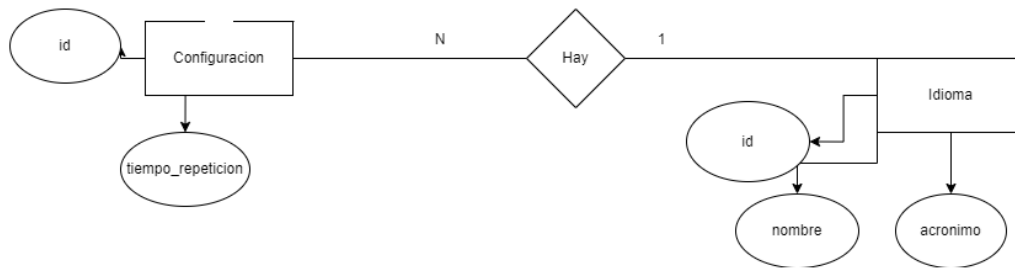 id
Configuracion
N
Hay
1
Idioma
tiempo_repeticion
id
nombre
acronimo